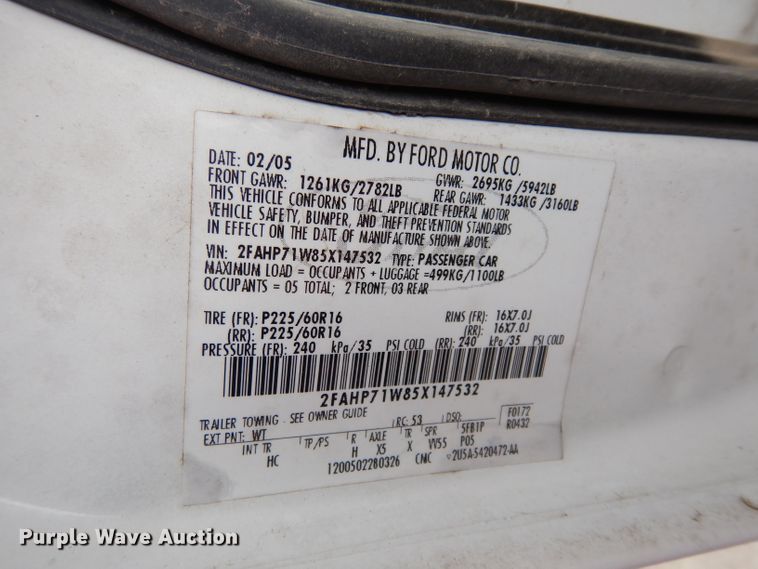 MFD. BY FORD MOTOR CO.
DATE: 02/05 GVWR: 2695KG /5942LB
FRONT GAWR: 1261KG/2782LB REAR GAWR: 1433KG /3160LB
THIS VEHICLE CONFORMS TO ALL APPLICABLE FEDERAL MOTOR
VEHICLE SAFETY, BUMPER, AND THEFT PREVENTION STANDARDS
IN EFFECT ON THE DATE OF MANUFACTURE SHOWN ABOVE.
VIN: 2FAHP71W85X147532 TYPE: PASSENGER CAR
MAXIMUM LOAD = OCCUPANTS + LUGGAGE =499KG/1100LB
OCCUPANTS = 05 TOTAL; 2 FRONT, 03 REAR
TIRE (FR): P225/60R16 RIMS (FR): 16X7.0J
(RR): P225/60R16 (RR): 16X7.0J
PRESSURE (FR): 240 kPa/35 PSI COLD (RR): 240 kPa/35 PSI COLD
2FAHP71W85X147532
TRAILER TOWING - SEE OWNER GUIDE RC: 53 DSO: F0172
EXT PNT: WT 5FB1P R0432
INT TR TP/PS R AXLE TR SPR P05
HC H X5 X VV55
1200502280326 CMC 2U5A-5420472-AA
Purple Wave Auction